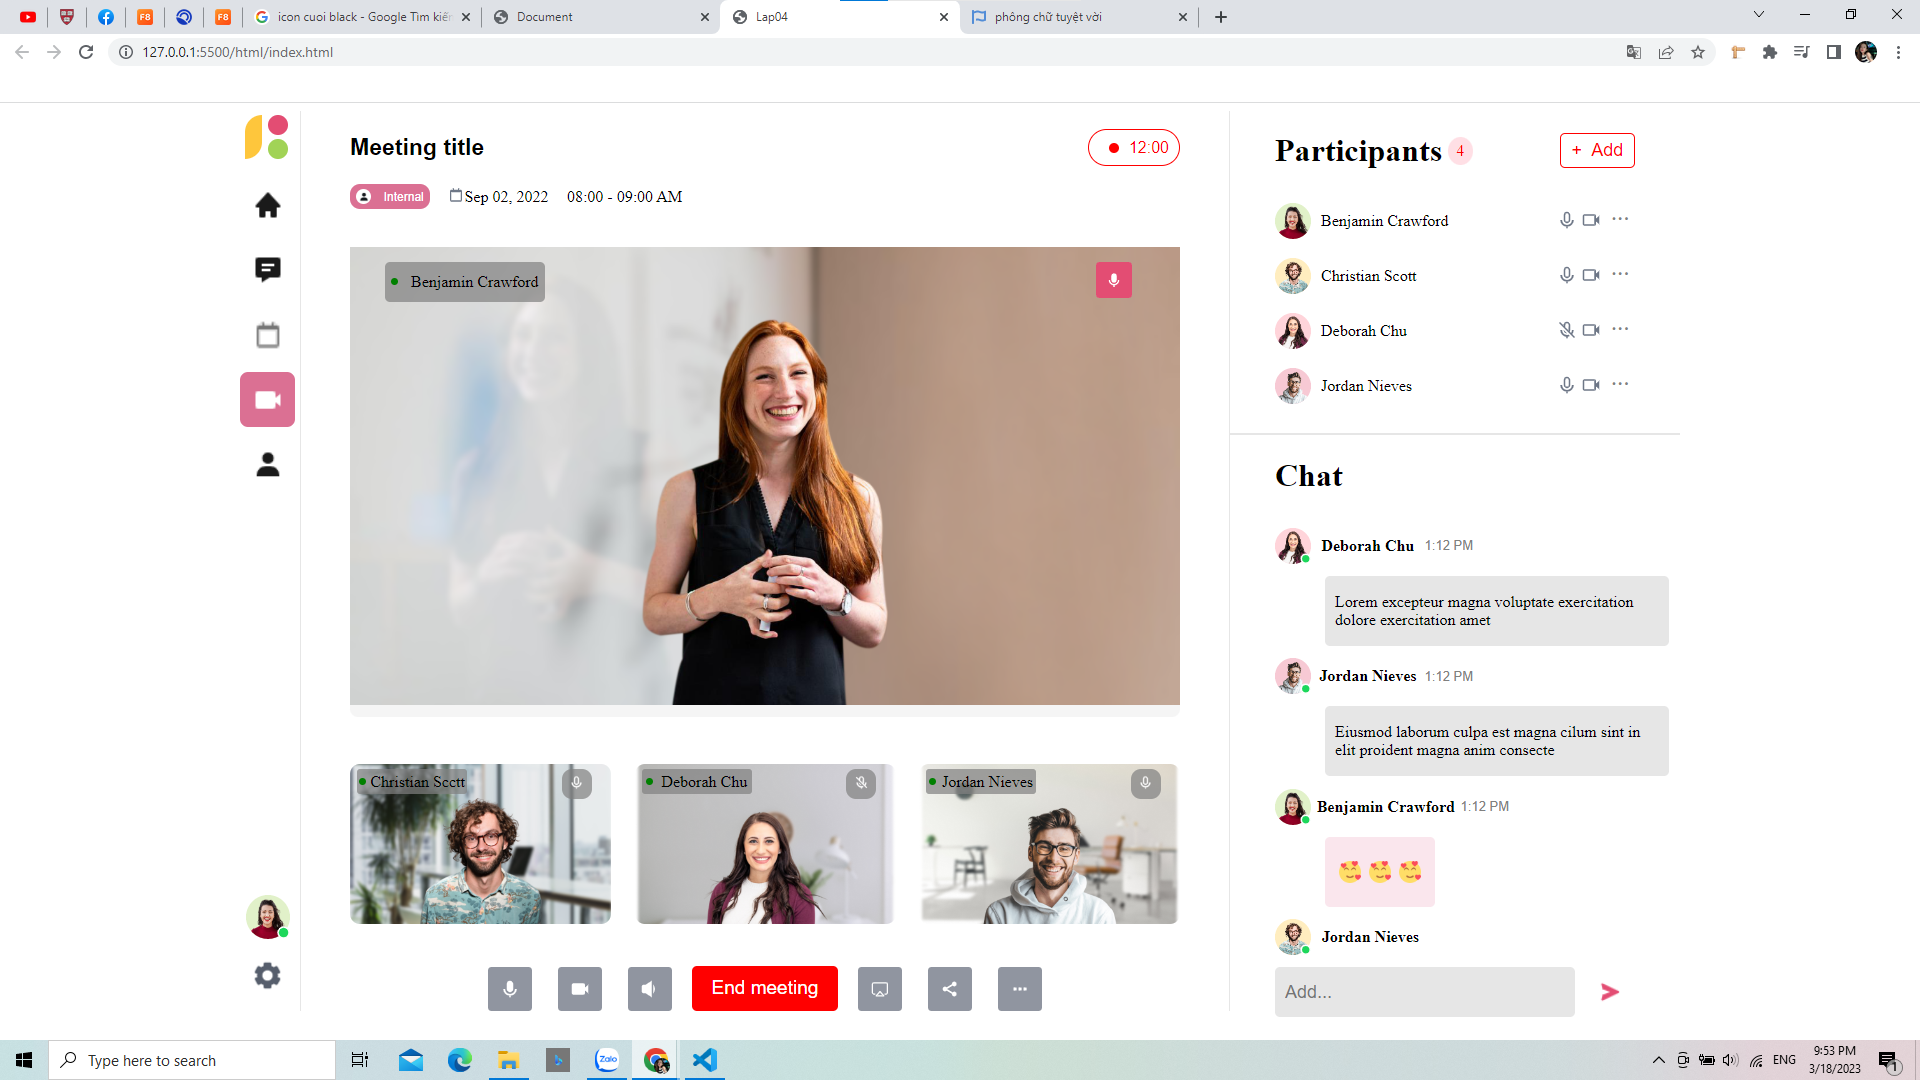 F8
F8
icon cuoi black - Google Tìm kiến
Document
Lap04
phông chữ tuyệt vời
127.0.0.1:5500/html/index.html
Meeting title
12:00
Participants 4
+ Add
Internal
Sep 02, 2022
08:00 - 09:00 AM
Benjamin Crawford
Benjamin Crawford
Christian Scott
Deborah Chu
Jordan Nieves
Chat
Deborah Chu 1:12 PM
Lorem excepteur magna voluptate exercitation
dolore exercitation amet
Jordan Nieves 1:12 PM
Eiusmod laborum culpa est magna cilum sint in
elit proident magna anim consecte
Christian Scott
Deborah Chu
Jordan Nieves
Benjamin Crawford 1:12 PM
Jordan Nieves
End meeting
Add...
Type here to search
Zalo
ENG
9:53 PM
3/18/2023
1